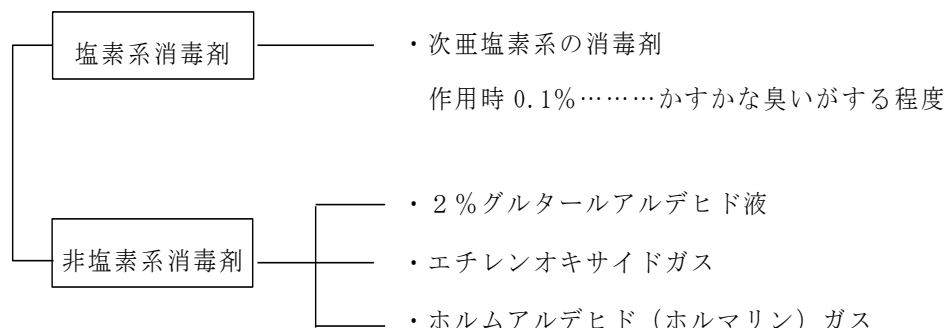 塩素系消毒剤
・次亜塩素系の消毒剤
作用時 0.1%………かすかな臭いがする程度
・２%グルタールアルデヒド液
非塩素系消毒剤
・エチレンオキサイドガス
・ホルムアルデヒド（ホルマリン）ガス